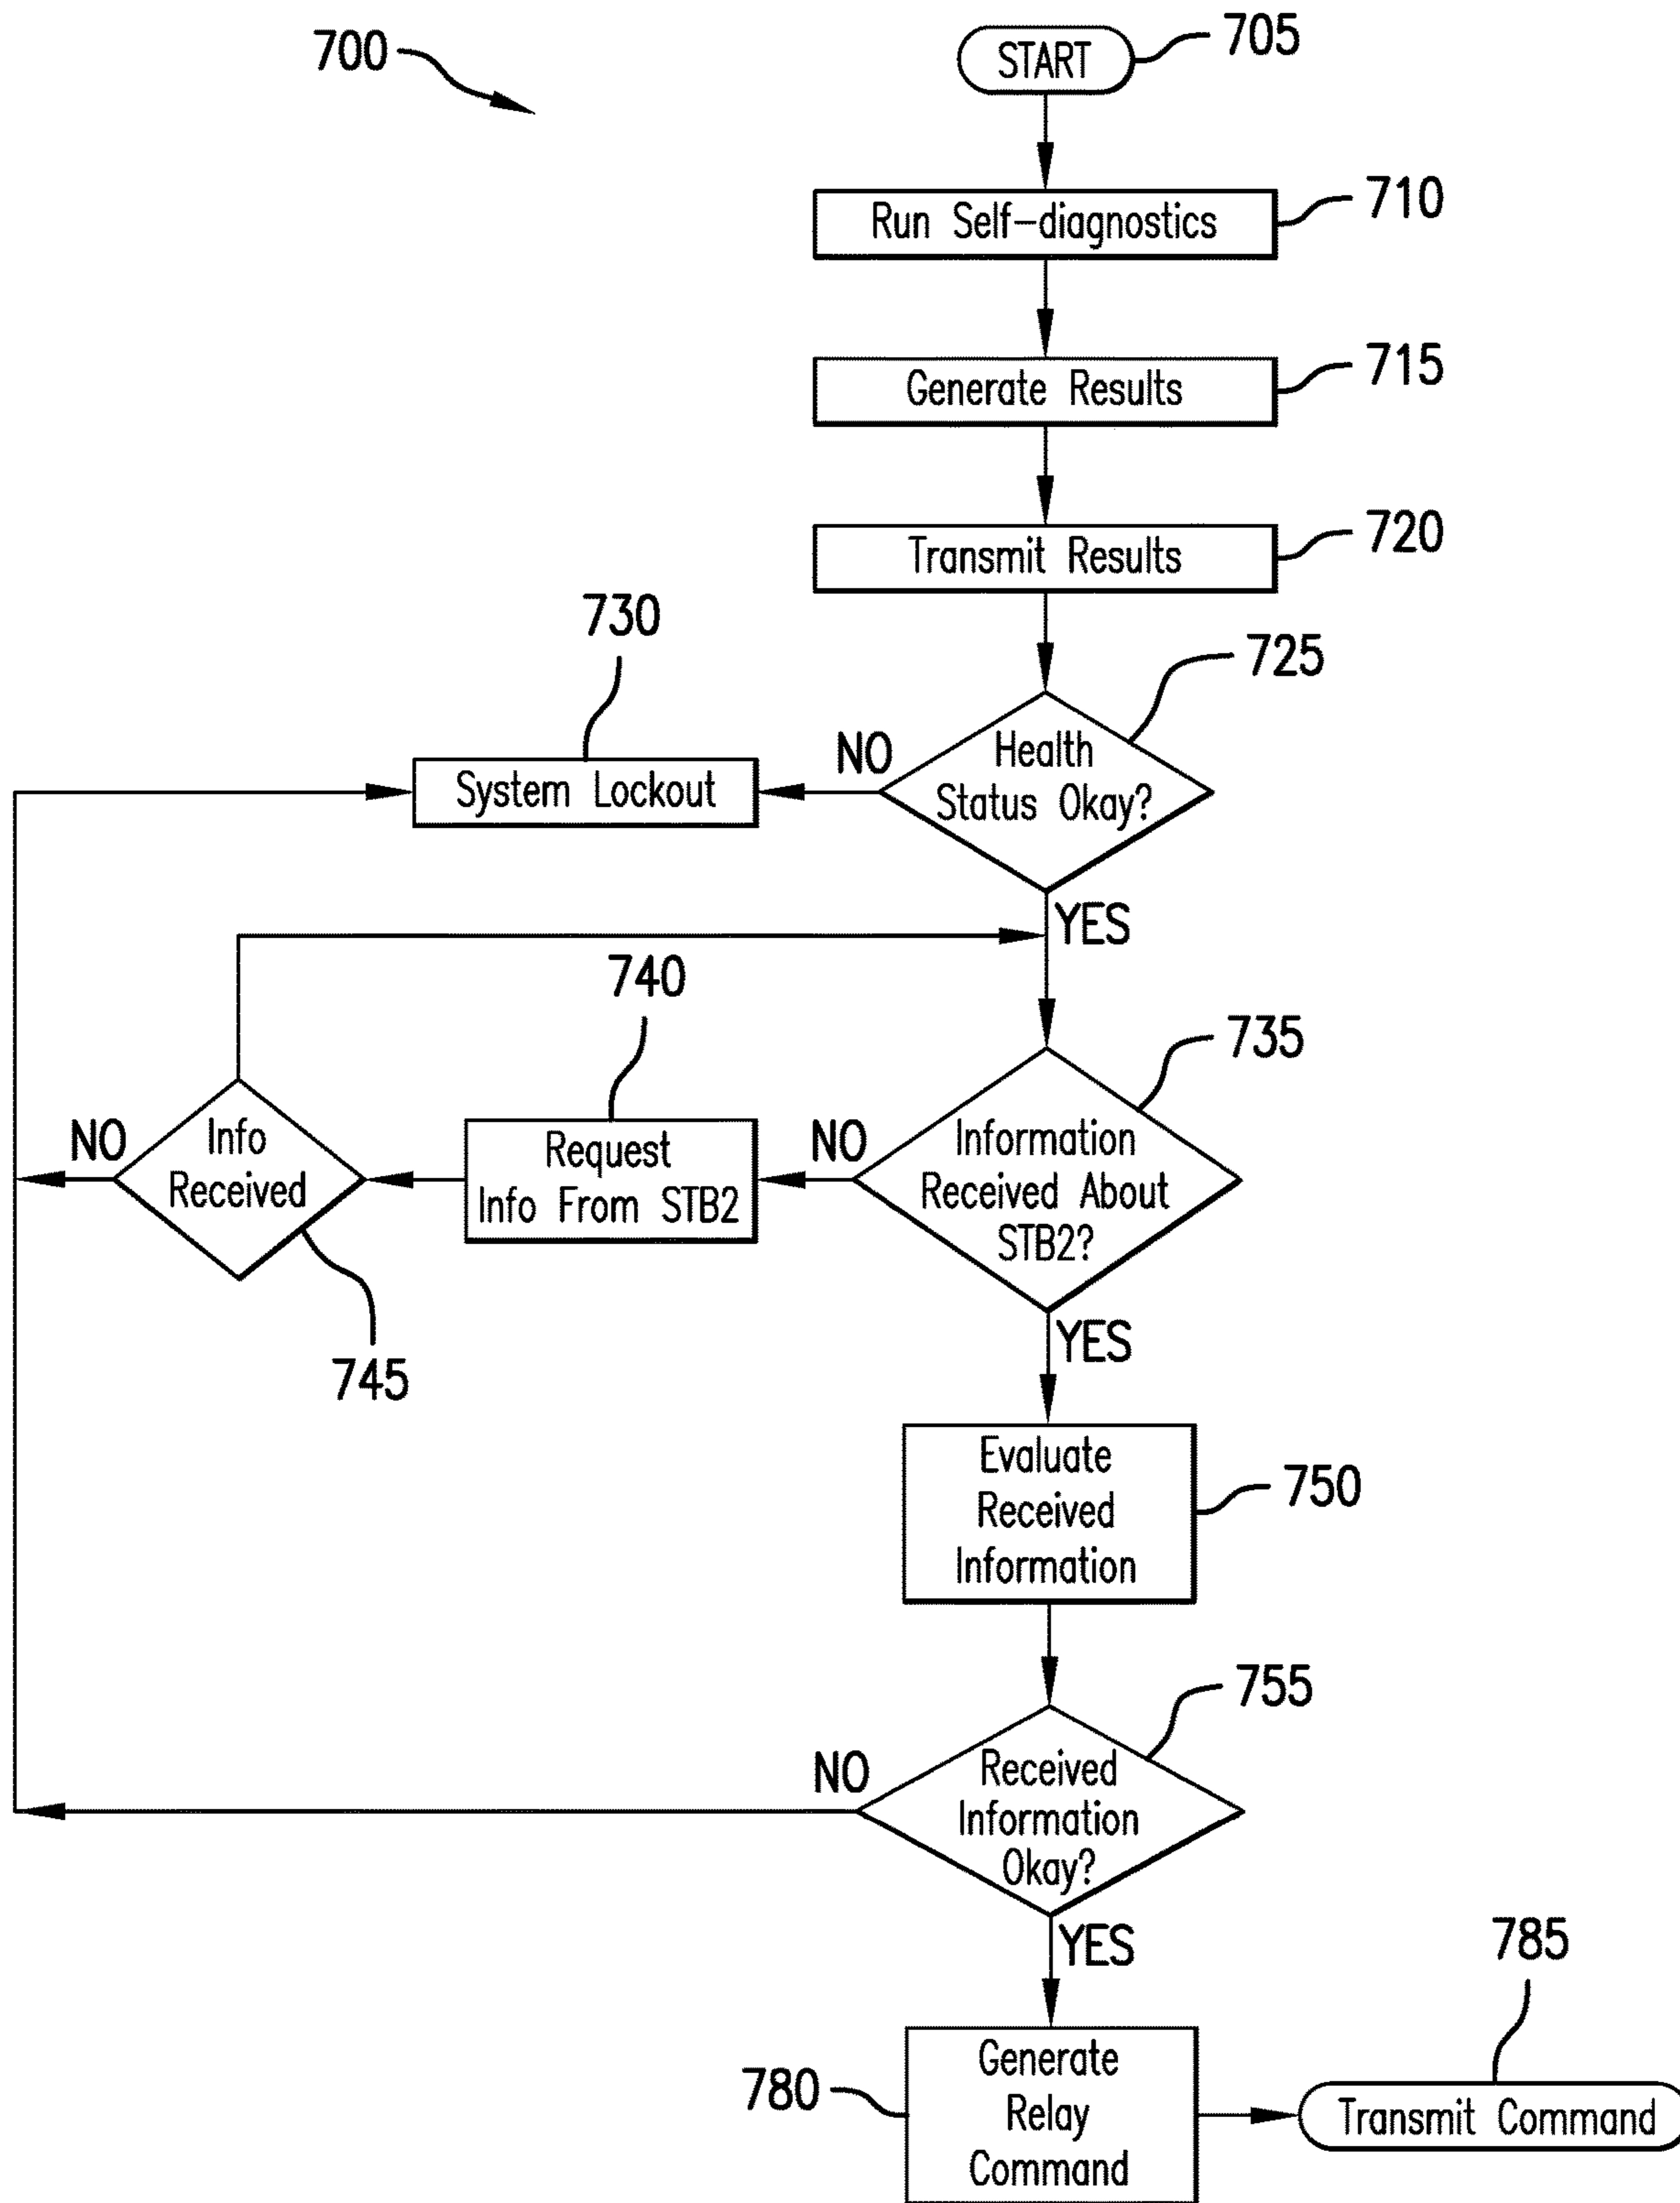 700
START
705
Run Self-diagnostics
710
Generate Results
715
Transmit Results
720
730
725
System Lockout
NO
Health
Status Okay?
YES
740
735
NO
Info
Received
Request
Info From STB2
NO
Information
Received About
STB2?
745
YES
Evaluate
Received
Information
750
755
NO
Received
Information
Okay?
YES
785
780
Generate
Relay
Command
Transmit Command